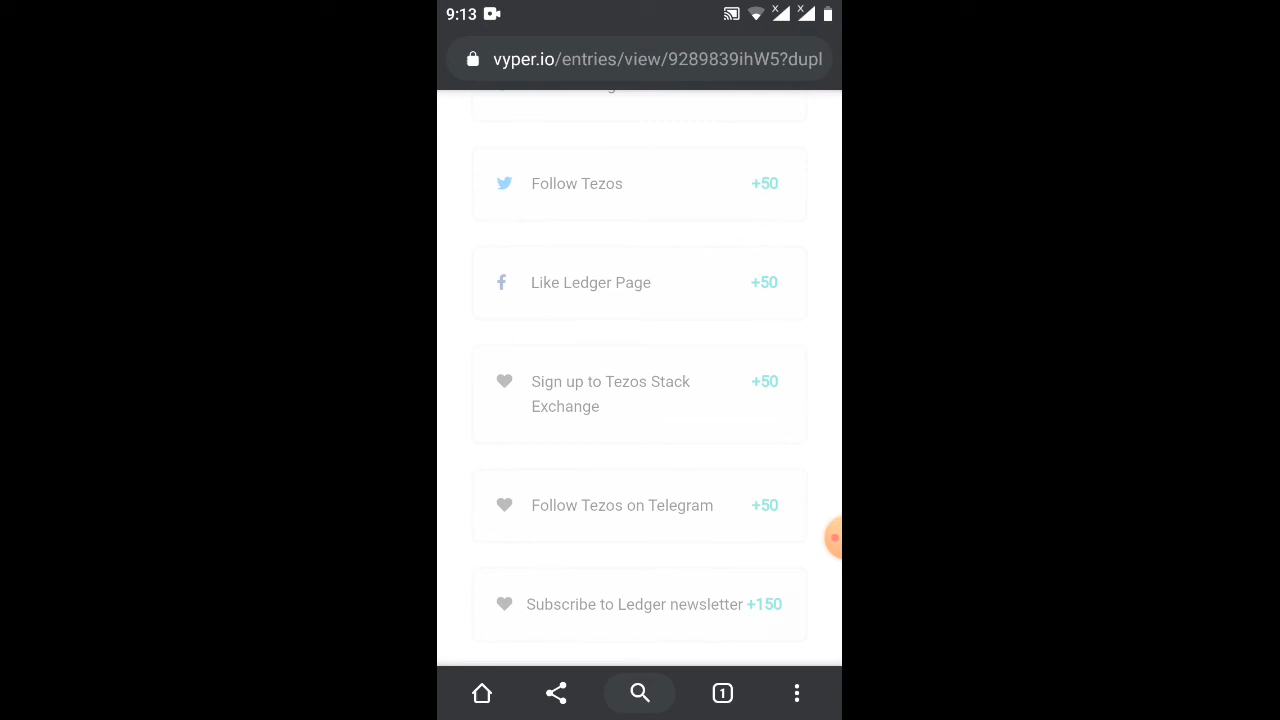 9:13
vyper.io/entries/view/9289839ihW5?dupl
Follow Tezos +50
Like Ledger Page +50
Sign up to Tezos Stack +50
Exchange
Follow Tezos on Telegram +50
Subscribe to Ledger newsletter +150
1